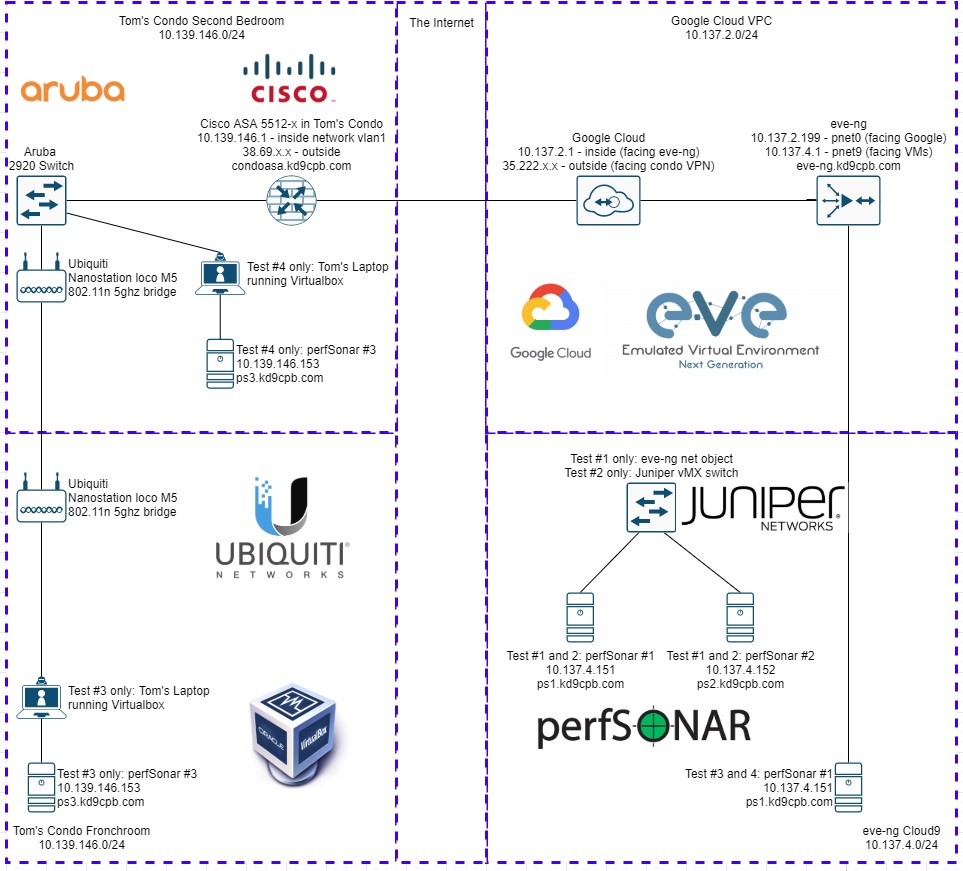 Tom's Condo Second Bedroom
10.139.146.0/24
The Internet
Google Cloud VPC
10.137.2.0/24
aruba
CISCO
Cisco ASA 5512-x in Tom's Condo
10.139.146.1 - inside network vlan1
38.69.x.x - outside
condoasa.kd9cpb.com
Aruba
2920 Switch
Google Cloud
10.137.2.1 - inside (facing eve-ng)
35.222.x.x - outside (facing condo VPN)
eve-ng
10.137.2.199 - pnet0 (facing Google)
10.137.4.1 - pnet9 (facing VMs)
eve-ng.kd9cpb.com
Ubiquiti
Nanostation loco M5
802.11n 5ghz bridge
Test #4 only: Tom's Laptop
running Virtualbox
Test #4 only: perfSonar #3
10.139.146.153
ps3.kd9cpb.com
Google Cloud
eve
Emulated Virtual Environment
Next Generation
Ubiquiti
Nanostation loco M5
802.11n 5ghz bridge
UBIQUITI
NETWORKS
Test #1 only: eve-ng net object
Test #2 only: Juniper vMX switch
JUNIPER
NETWORKS
Test #1 and 2: perfSonar #1
10.137.4.151
ps1.kd9cpb.com
Test #1 and 2: perfSonar #2
10.137.4.152
ps2.kd9cpb.com
Test #3 only: Tom's Laptop
running Virtualbox
ORACLE
VirtualBox
perfSONAR
Test #3 only: perfSonar #3
10.139.146.153
ps3.kd9cpb.com
Test #3 and 4: perfSonar #1
10.137.4.151
ps1.kd9cpb.com
Tom's Condo Fronchroom
10.139.146.0/24
eve-ng Cloud9
10.137.4.0/24